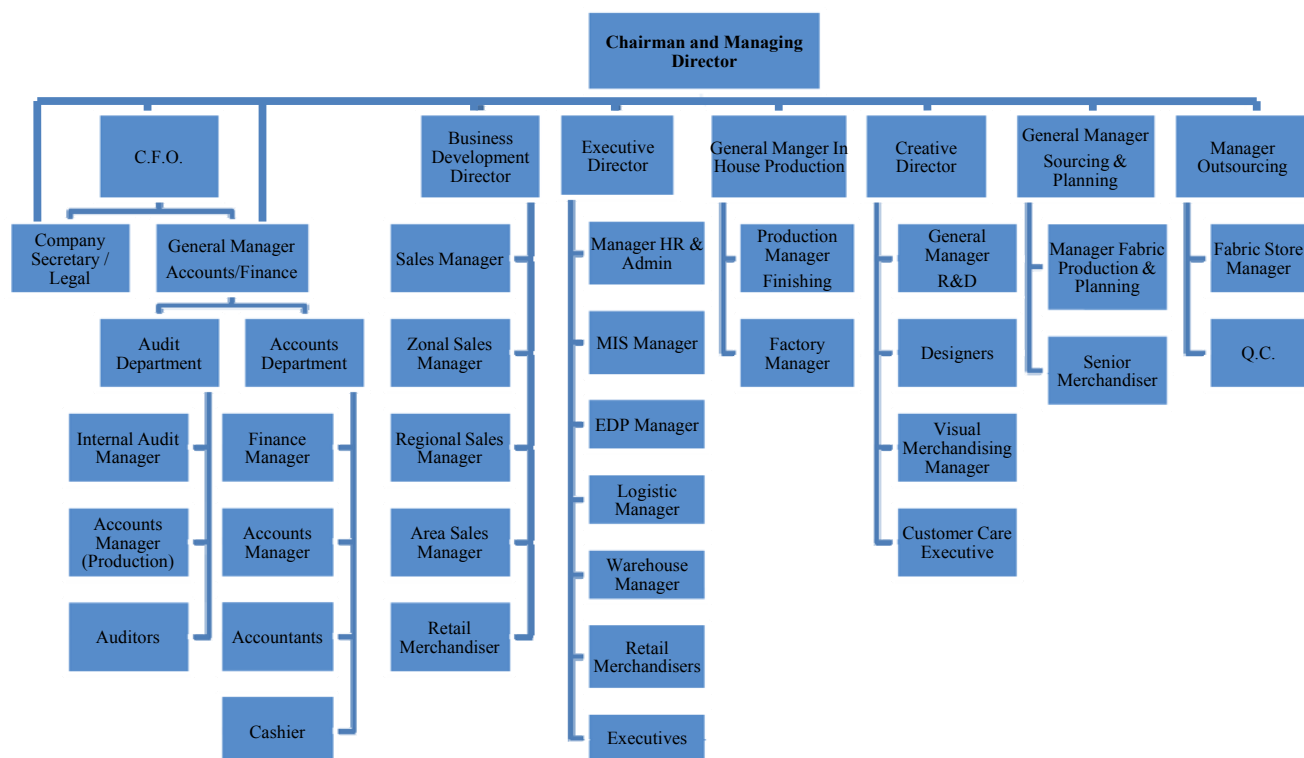 Chairman and Managing
Director
C.F.O.
Business
Development
Director
Executive
Director
General Manger In
House Production
Creative
Director
General Manager
Sourcing &
Planning
Manager
Outsourcing
Company
Secretary /
Legal
General Manager
Accounts/Finance
Audit
Department
Accounts
Department
Internal Audit
Manager
Accounts
Manager
(Production)
Auditors
Finance
Manager
Accounts
Manager
Accountants
Cashier
Sales Manager
Zonal Sales
Manager
Regional Sales
Manager
Area Sales
Manager
Retail
Merchandiser
Manager HR &
Admin
MIS Manager
EDP Manager
Logistic
Manager
Warehouse
Manager
Retail
Merchandisers
Executives
Production
Manager
Finishing
Factory
Manager
General
Manager
R&D
Designers
Visual
Merchandising
Manager
Customer Care
Executive
Manager Fabric
Production &
Planning
Senior
Merchandiser
Fabric Store
Manager
Q.C.